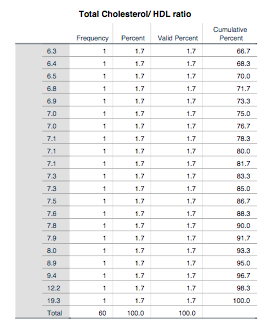 Total Cholesterol/ HDL ratio
Frequency Percent Valid Percent Cumulative Percent
6.3 1 1.7 1.7 66.7
6.4 1 1.7 1.7 68.3
6.5 1 1.7 1.7 70.0
6.8 1 1.7 1.7 71.7
6.9 1 1.7 1.7 73.3
7.0 1 1.7 1.7 75.0
7.0 1 1.7 1.7 76.7
7.1 1 1.7 1.7 78.3
7.1 1 1.7 1.7 80.0
7.1 1 1.7 1.7 81.7
7.3 1 1.7 1.7 83.3
7.3 1 1.7 1.7 85.0
7.5 1 1.7 1.7 86.7
7.6 1 1.7 1.7 88.3
7.8 1 1.7 1.7 90.0
7.9 1 1.7 1.7 91.7
8.0 1 1.7 1.7 93.3
8.9 1 1.7 1.7 95.0
9.4 1 1.7 1.7 96.7
12.2 1 1.7 1.7 98.3
19.3 1 1.7 1.7 100.0
Total 60 100.0 100.0